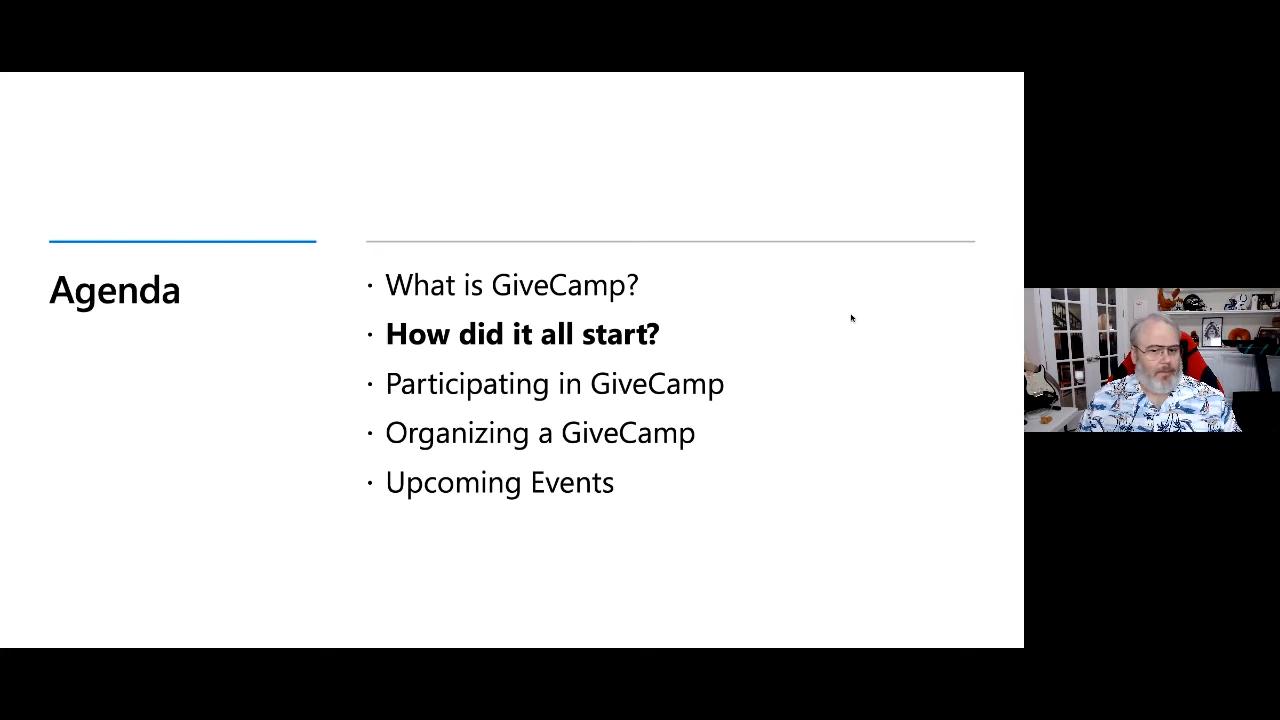 Agenda
· What is GiveCamp?
· How did it all start?
· Participating in GiveCamp
· Organizing a GiveCamp
· Upcoming Events